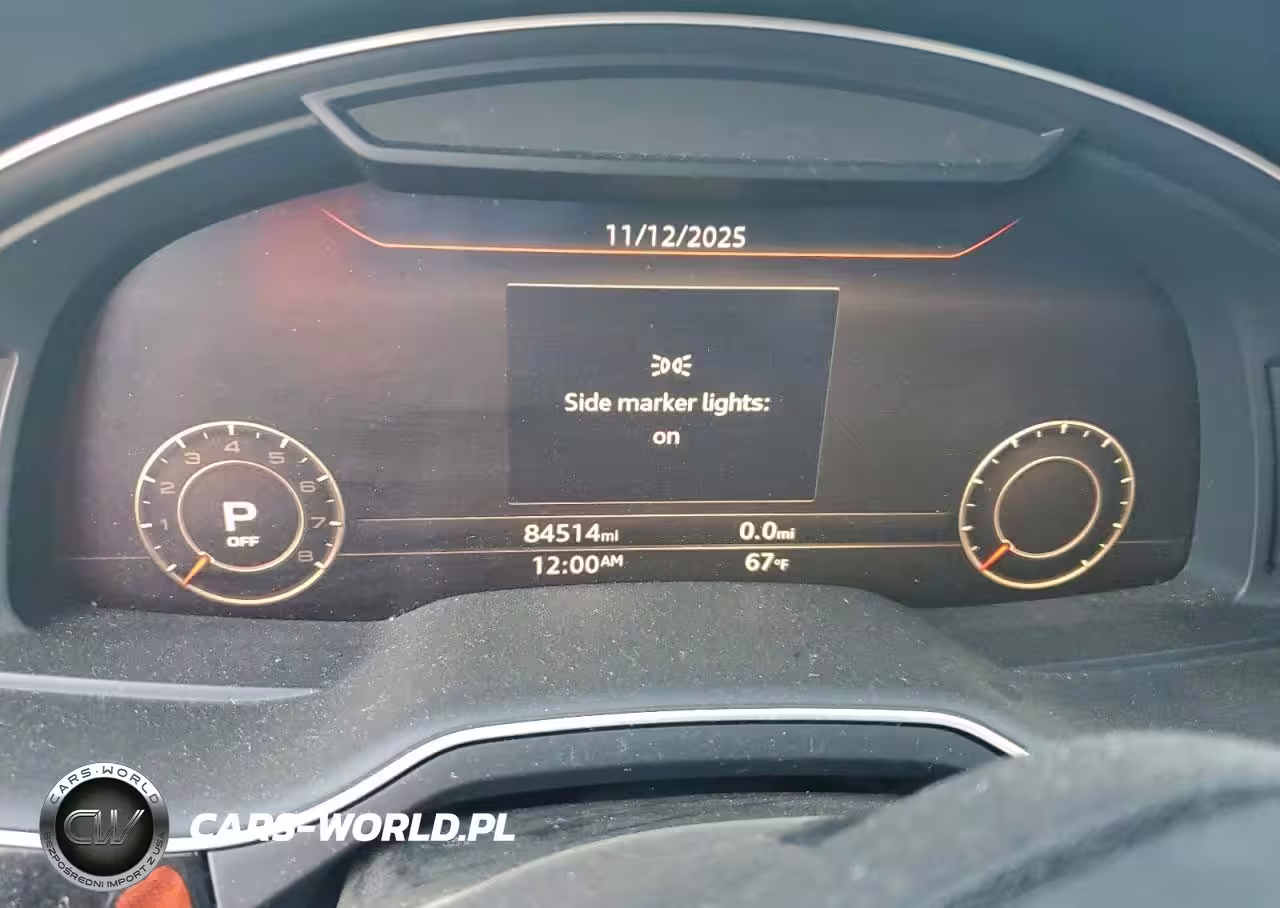 11/12/2025
Side marker lights:
on
1 2 3 4 5 6 7 8
P
OFF
84514mi 0.0mi
12:00AM 67°F
CARS-WORLD
CW
BEZPOŚREDNI IMPORT Z USA
CARS-WORLD.PL